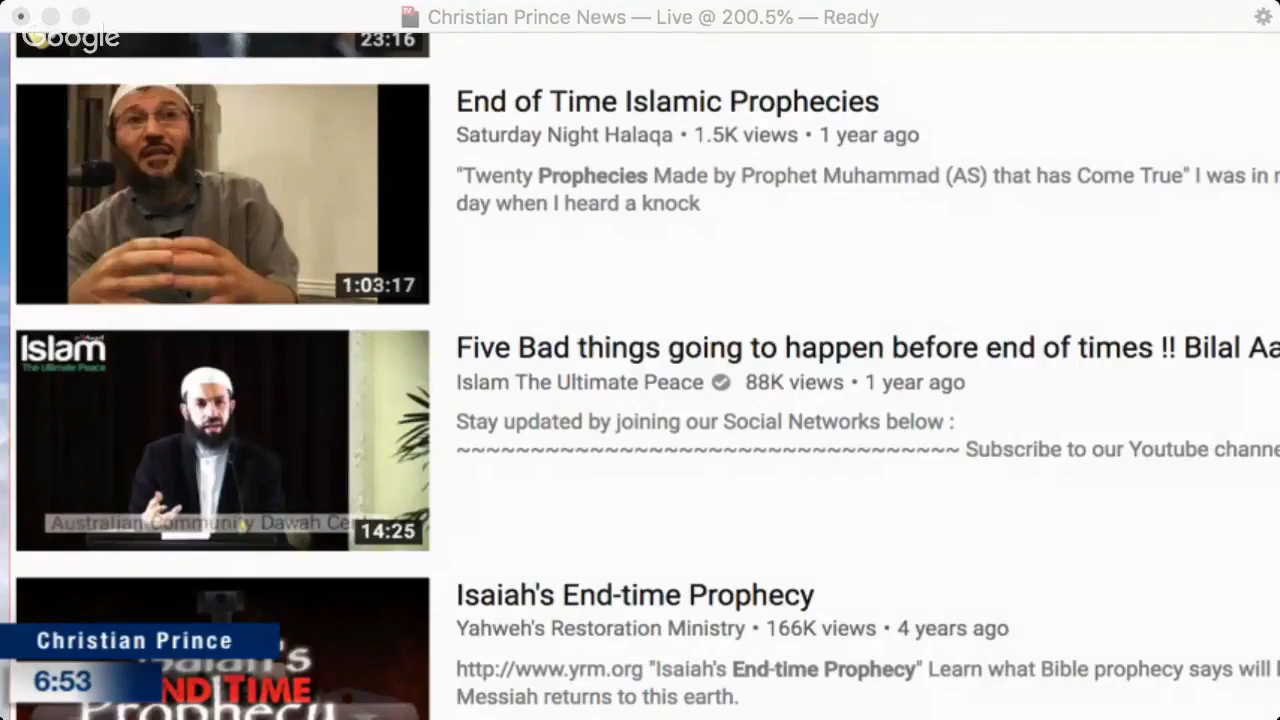 Christian Prince News — Live @ 200.5% — Ready
Google
23:16
End of Time Islamic Prophecies
Saturday Night Halaqa • 1.5K views • 1 year ago
"Twenty Prophecies Made by Prophet Muhammad (AS) that has Come True" I was in
day when I heard a knock
1:03:17
Islam
The Ultimate Peace
Five Bad things going to happen before end of times !! Bilal
Islam The Ultimate Peace 88K views • 1 year ago
Stay updated by joining our Social Networks below :
~~~~~~~~~~~~~~~~~~~~~~~~~~~~~~~~~~ Subscribe to our Youtube
Australian Community Dawah
14:25
Isaiah's End-time Prophecy
Yahweh's Restoration Ministry • 166K views • 4 years ago
http://www.yrm.org "Isaiah's End-time Prophecy" Learn what Bible prophecy says will
Messiah returns to this earth.
Christian Prince
6:53
TIME
Prophecy